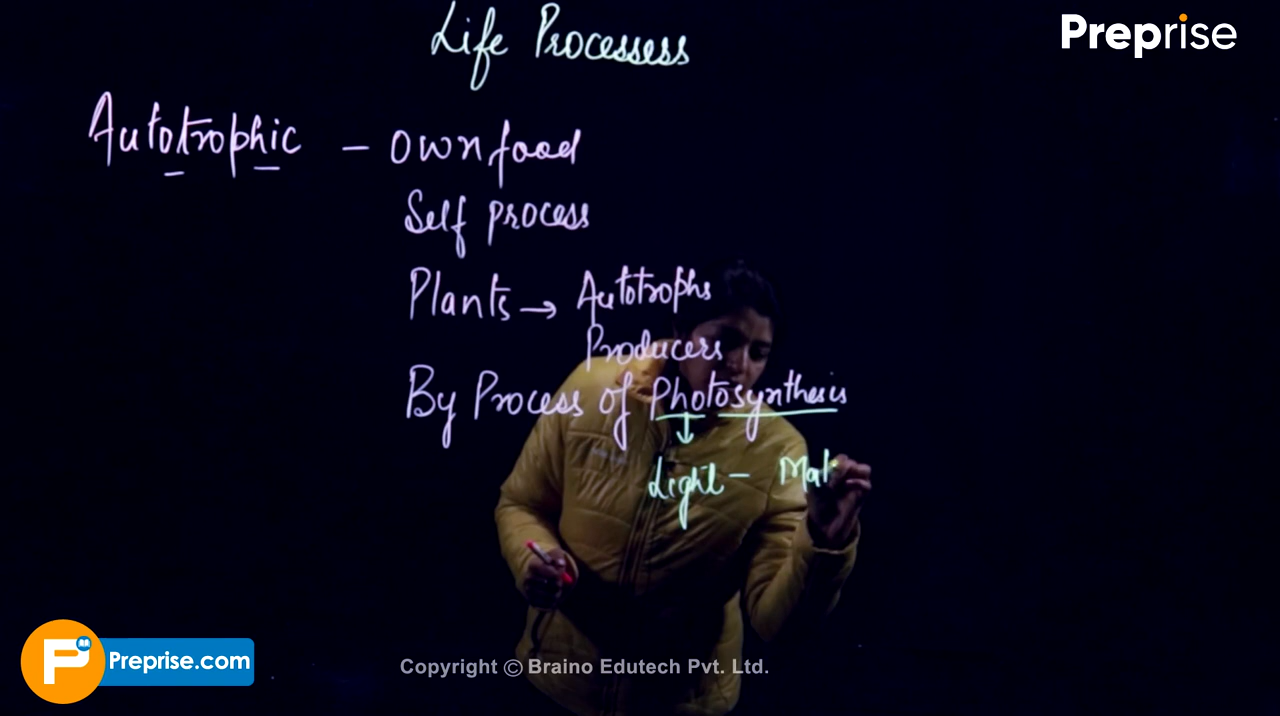 Life Processess
Preprise
Autotrophic – Own food
Self process
Plants → Autotrophs
Producers
By Process of Photosynthesis
↓
Light – Mak
Preprise.com
Copyright © Braino Edutech Pvt. Ltd.